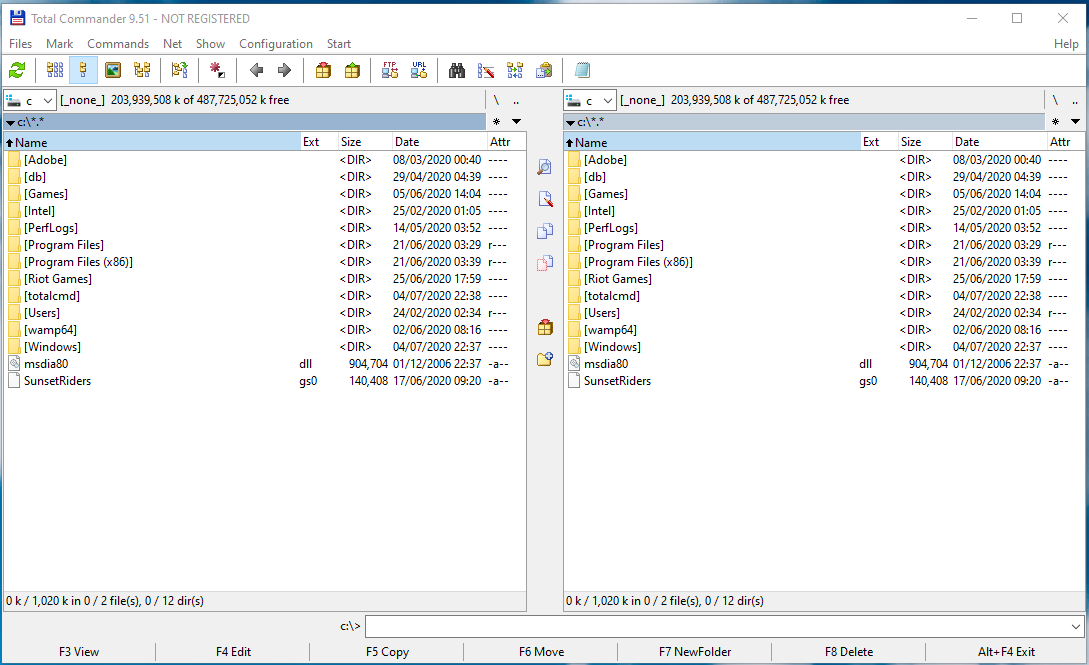 Total Commander 9.51 - NOT REGISTERED
Files Mark Commands Net Show Configuration Start Help
FTP URL
c [_none_] 203,939,508 k of 487,725,052 k free \ .. c [_none_] 203,939,508 k of 487,725,052 k free \ ..
c:\*.* * c:\*.* *
Name Ext Size Date Attr Name Ext Size Date Attr
[Adobe] <DIR> 08/03/2020 00:40 ---- [Adobe] <DIR> 08/03/2020 00:40 ----
[db] <DIR> 29/04/2020 04:39 ---- [db] <DIR> 29/04/2020 04:39 ----
[Games] <DIR> 05/06/2020 14:04 ---- [Games] <DIR> 05/06/2020 14:04 ----
[Intel] <DIR> 25/02/2020 01:05 ---- [Intel] <DIR> 25/02/2020 01:05 ----
[PerfLogs] <DIR> 14/05/2020 03:52 ---- [PerfLogs] <DIR> 14/05/2020 03:52 ----
[Program Files] <DIR> 21/06/2020 03:29 r--- [Program Files] <DIR> 21/06/2020 03:29 r---
[Program Files (x86)] <DIR> 21/06/2020 03:39 r--- [Program Files (x86)] <DIR> 21/06/2020 03:39 r---
[Riot Games] <DIR> 25/06/2020 17:59 ---- [Riot Games] <DIR> 25/06/2020 17:59 ----
[totalcmd] <DIR> 04/07/2020 22:38 ---- [totalcmd] <DIR> 04/07/2020 22:38 ----
[Users] <DIR> 24/02/2020 02:34 r--- [Users] <DIR> 24/02/2020 02:34 r---
[wamp64] <DIR> 02/06/2020 08:16 ---- [wamp64] <DIR> 02/06/2020 08:16 ----
[Windows] <DIR> 04/07/2020 22:37 ---- [Windows] <DIR> 04/07/2020 22:37 ----
msdia80 dll 904,704 01/12/2006 22:37 -a-- msdia80 dll 904,704 01/12/2006 22:37 -a--
SunsetRiders gs0 140,408 17/06/2020 09:20 -a-- SunsetRiders gs0 140,408 17/06/2020 09:20 -a--
0 k / 1,020 k in 0 / 2 file(s), 0 / 12 dir(s) 0 k / 1,020 k in 0 / 2 file(s), 0 / 12 dir(s)
c:\>
F3 View F4 Edit F5 Copy F6 Move F7 NewFolder F8 Delete Alt+F4 Exit